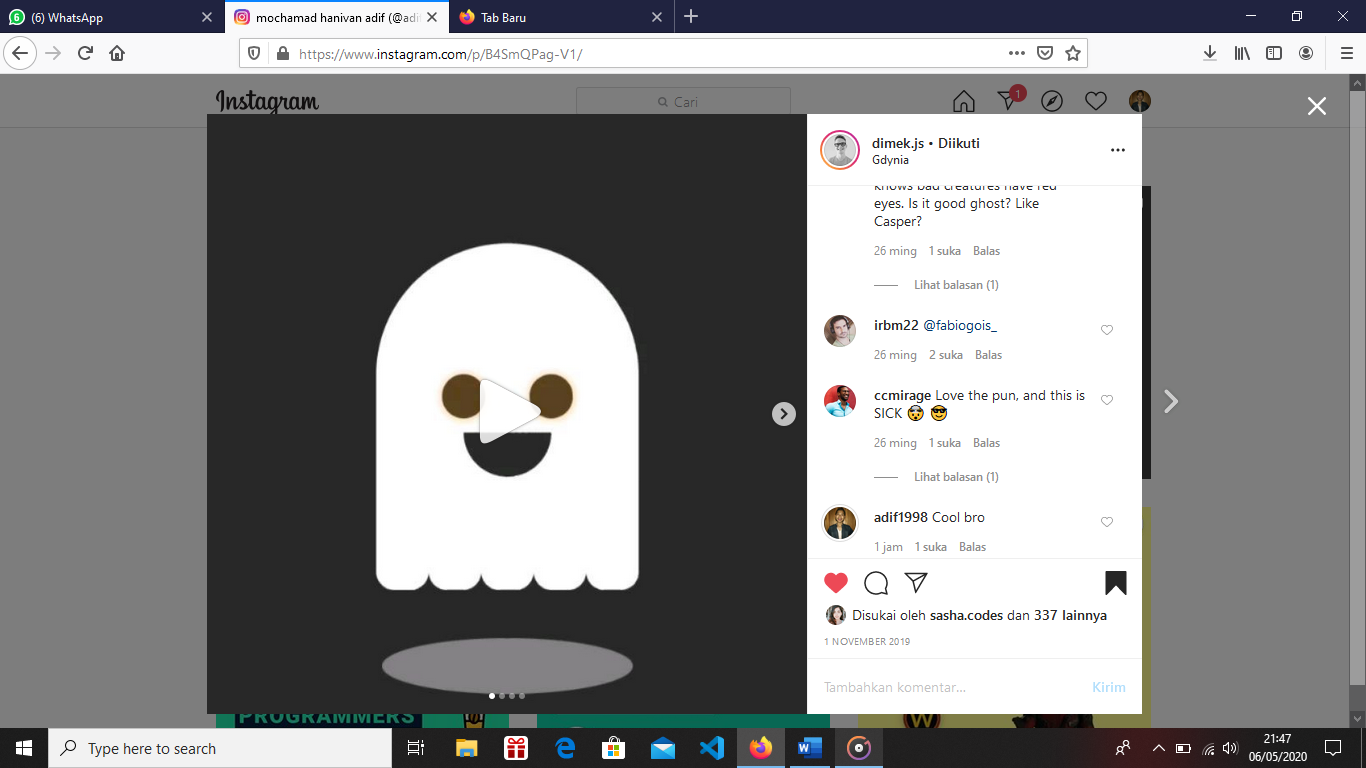 (6) WhatsApp
mochamad hanivan adif (@adi
Tab Baru
https://www.instagram.com/p/B4SmQPag-V1/
Instagram
Cari
1
dimek.js • Diikuti
Gdynia
knows bad creatures have red
eyes. Is it good ghost? Like
Casper?
26 ming 1 suka Balas
Lihat balasan (1)
irbm22 @fabiogois_
26 ming 2 suka Balas
ccmirage Love the pun, and this is
SICK 😵 😎
26 ming 1 suka Balas
Lihat balasan (1)
adif1998 Cool bro
1 jam 1 suka Balas
Disukai oleh sasha.codes dan 337 lainnya
1 NOVEMBER 2019
Tambahkan komentar...
Kirim
PROGRAMMERS
W
Type here to search
21:47
06/05/2020